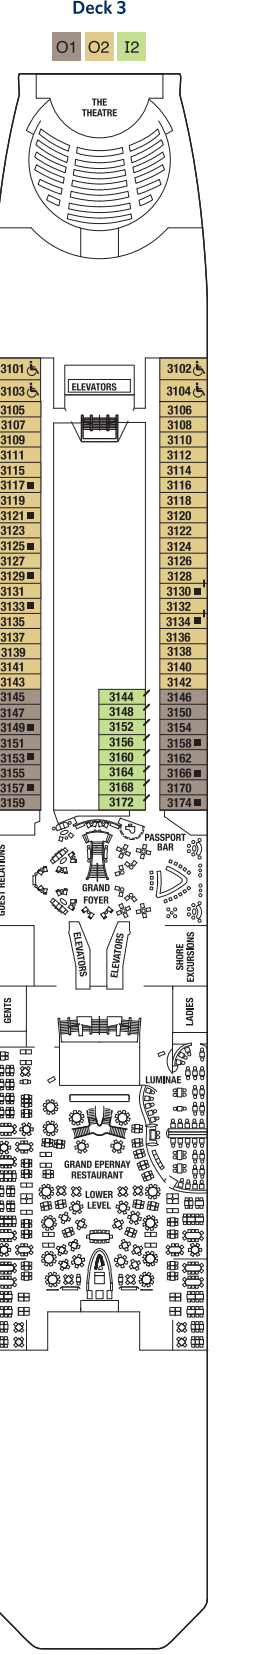 Deck 3
O1 O2 I2
THE
THEATRE
ELEVATORS
3101 3102
3103 3104
3105 3106
3107 3108
3109 3110
3111 3112
3115 3114
3117 3116
3119 3118
3121 3120
3123 3122
3125 3124
3127 3126
3129 3128
3131 3130
3133 3132
3135 3134
3137 3136
3139 3138
3141 3140
3143 3142
3145 3144 3146
3147 3148 3150
3149 3152 3154
3151 3156 3158
3153 3160 3162
3155 3164 3166
3157 3168 3170
3159 3172 3174
PASSPORT
BAR
GUEST RELATIONS
GRAND
FOYER
ELEVATORS
ELEVATORS
SHORE
EXCURSIONS
GENTS
LADIES
LUMINAE
GRAND EPERNAY
RESTAURANT
LOWER
LEVEL